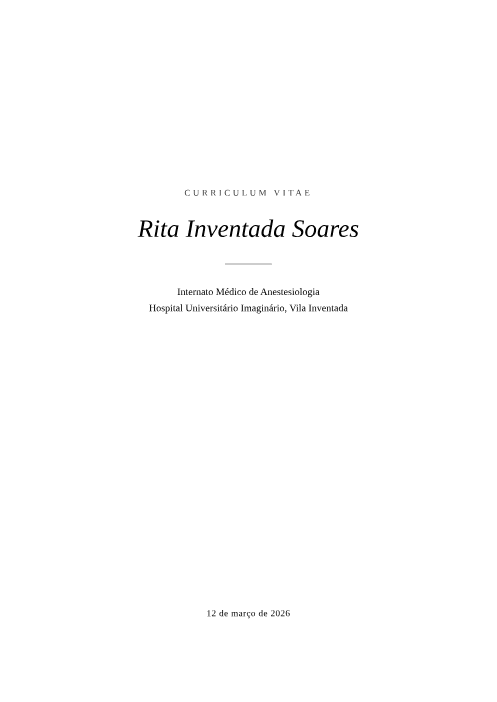 CURRICULUM VITAE
Rita Inventada Soares
Internato Médico de Anestesiologia
Hospital Universitário Imaginário, Vila Inventada
12 de março de 2026